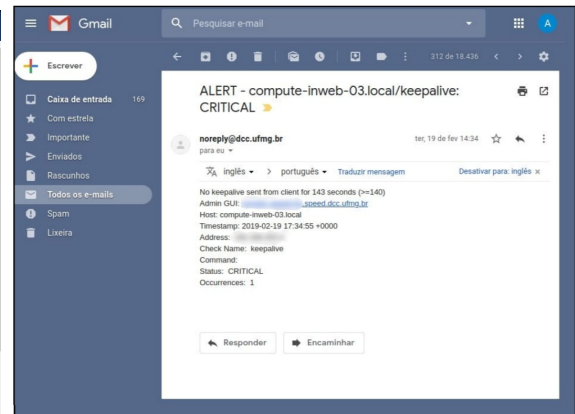 Gmail
Pesquisar e-mail
A
Escrever
312 de 18.436
Caixa de entrada 169
Com estrela
Importante
Enviados
Rascunhos
Todos os e-mails
Spam
Lixeira
ALERT - compute-inweb-03.local/keepalive:
CRITICAL
noreply@dcc.ufmg.br ter, 19 de fev 14:34
para eu
inglês > português Traduzir mensagem Desativar para: inglês ×
No keepalive sent from client for 143 seconds (>=140)
Admin GUI: .speed.dcc.ufmg.br
Host: compute-inweb-03.local
Timestamp: 2019-02-19 17:34:55 +0000
Address:
Check Name: keepalive
Command:
Status: CRITICAL
Occurrences: 1
Responder Encaminhar